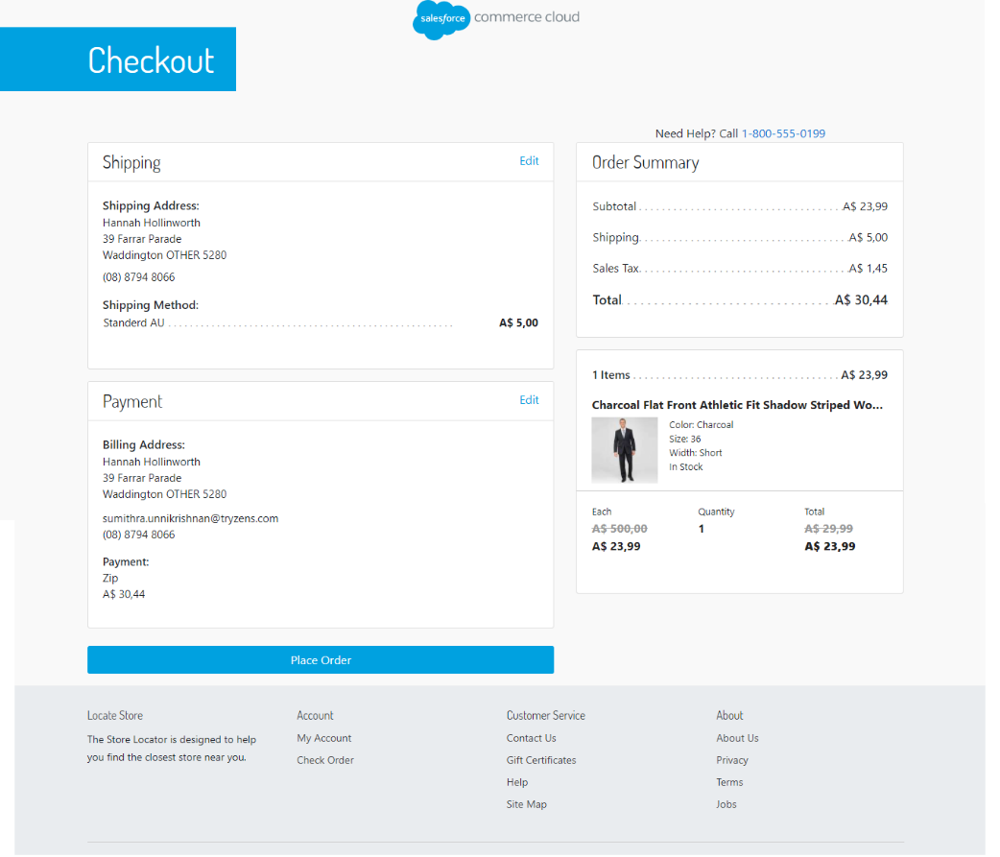 salesforce commerce cloud
Checkout
Need Help? Call 1-800-555-0199
Shipping Edit
Shipping Address:
Hannah Hollinworth
39 Farrar Parade
Waddington OTHER 5280
(08) 8794 8066
Shipping Method:
Standerd AU A$ 5,00
Payment Edit
Billing Address:
Hannah Hollinworth
39 Farrar Parade
Waddington OTHER 5280
sumithra.unnikrishnan@tryzens.com
(08) 8794 8066
Payment:
Zip
A$ 30,44
Place Order
Order Summary
Subtotal A$ 23,99
Shipping A$ 5,00
Sales Tax A$ 1,45
Total A$ 30,44
1 Items A$ 23,99
Charcoal Flat Front Athletic Fit Shadow Striped Wo...
Color: Charcoal
Size: 36
Width: Short
In Stock
Each Quantity Total
A$ 500,00 1 A$ 29,99
A$ 23,99 A$ 23,99
Locate Store
The Store Locator is designed to help
you find the closest store near you.
Account
My Account
Check Order
Customer Service
Contact Us
Gift Certificates
Help
Site Map
About
About Us
Privacy
Terms
Jobs